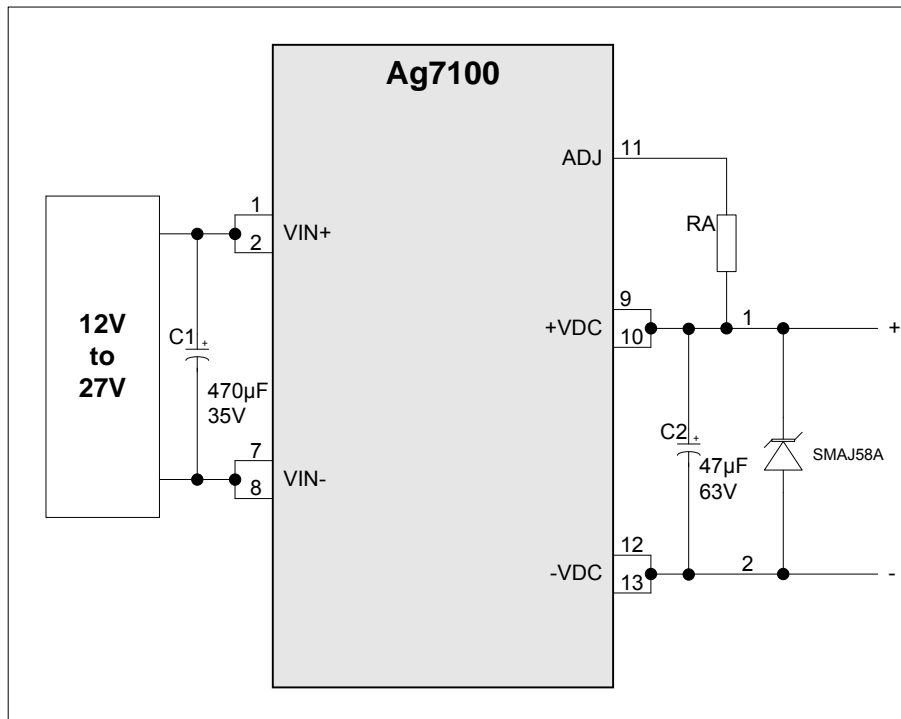 Ag7100
ADJ
11
1
2
VIN+
RA
12V
to
27V
C1
+
470µF
35V
9
10
+VDC
1
+
C2
+
47µF
63V
SMAJ58A
7
8
VIN-
12
13
-VDC
2
-